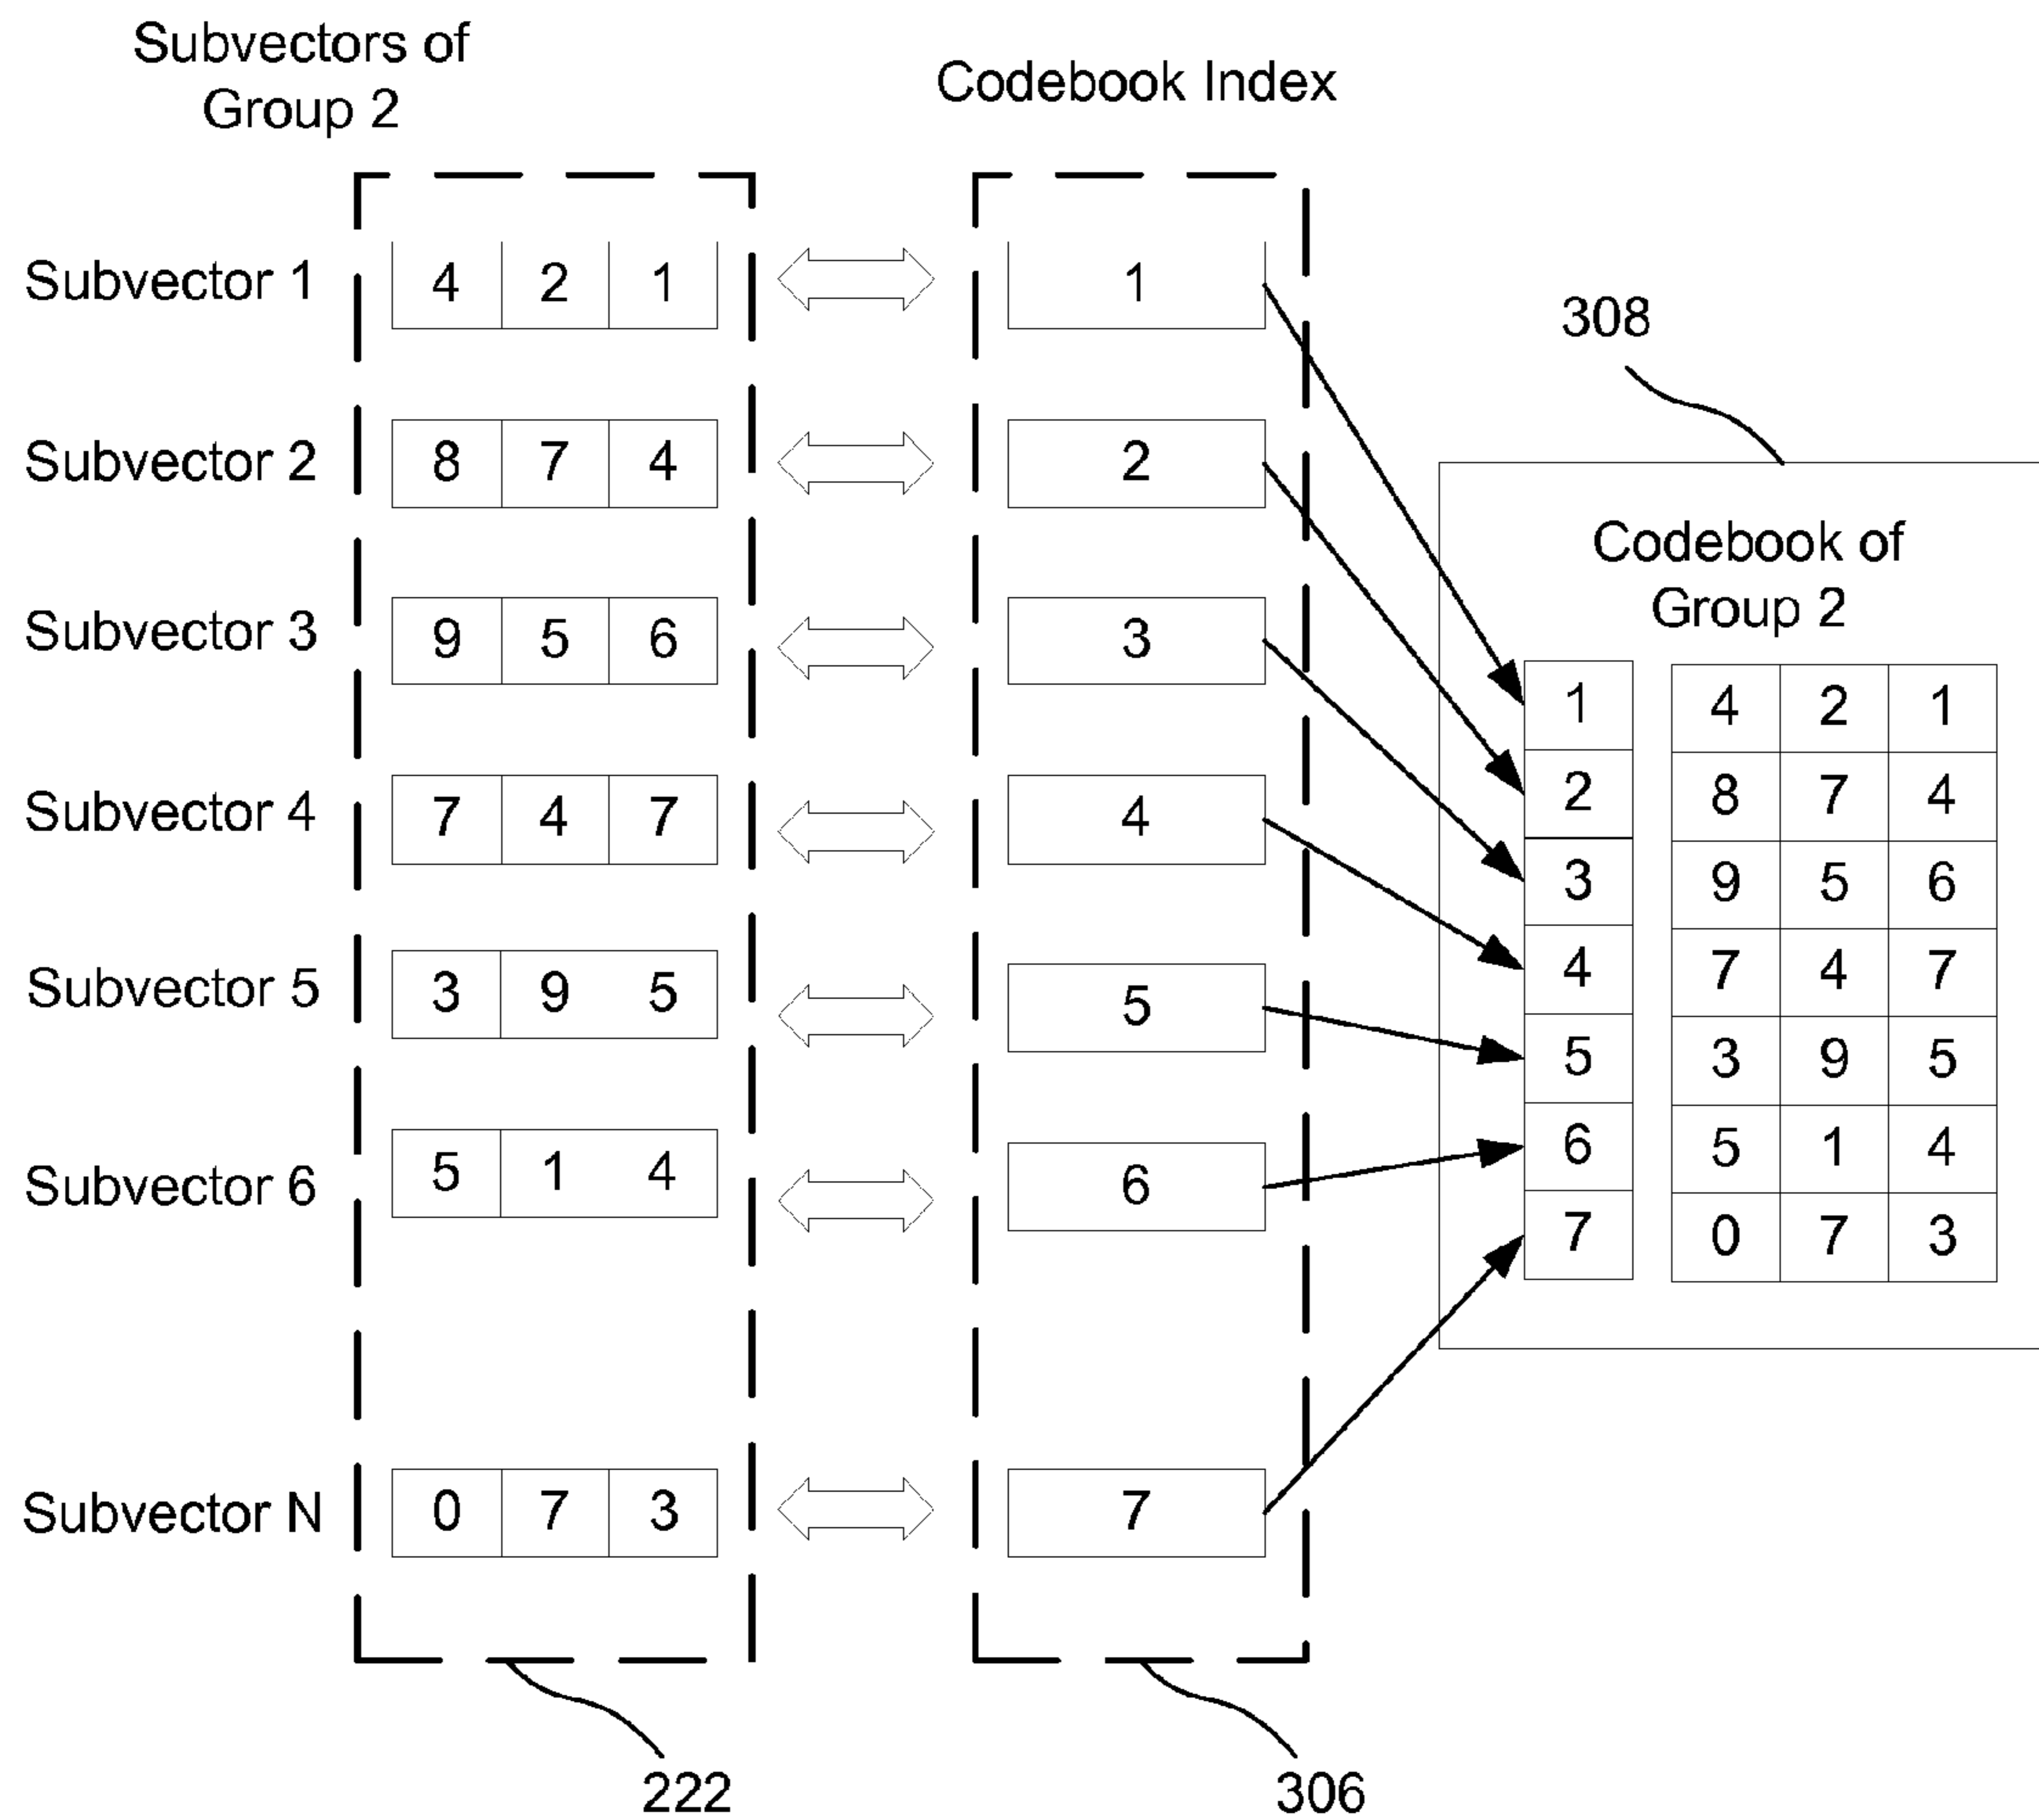 Subvectors of
Group 2
Codebook Index
Subvector 1 4 2 1 1
308
Subvector 2 8 7 4 2
Codebook of
Group 2
Subvector 3 9 5 6 3
1 4 2 1
Subvector 4 7 4 7 4
2 8 7 4
3 9 5 6
Subvector 5 3 9 5 5
4 7 4 7
5 3 9 5
Subvector 6 5 1 4 6
6 5 1 4
7 0 7 3
Subvector N 0 7 3 7
222
306